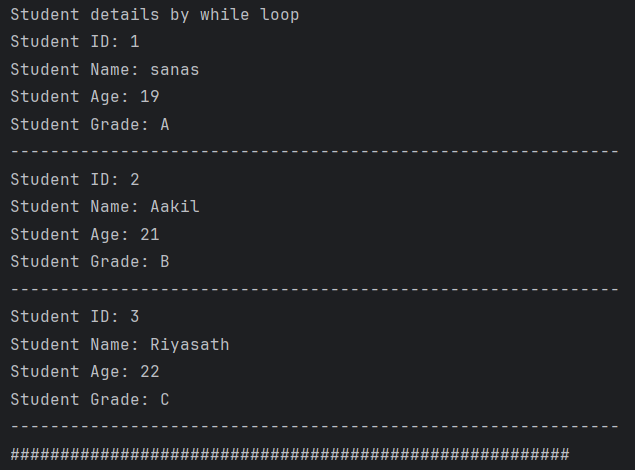 Student details by while loop
Student ID: 1
Student Name: sanas
Student Age: 19
Student Grade: A
-------------------------------------------------------------
Student ID: 2
Student Name: Aakil
Student Age: 21
Student Grade: B
-------------------------------------------------------------
Student ID: 3
Student Name: Riyasath
Student Age: 22
Student Grade: C
-------------------------------------------------------------
########################################################